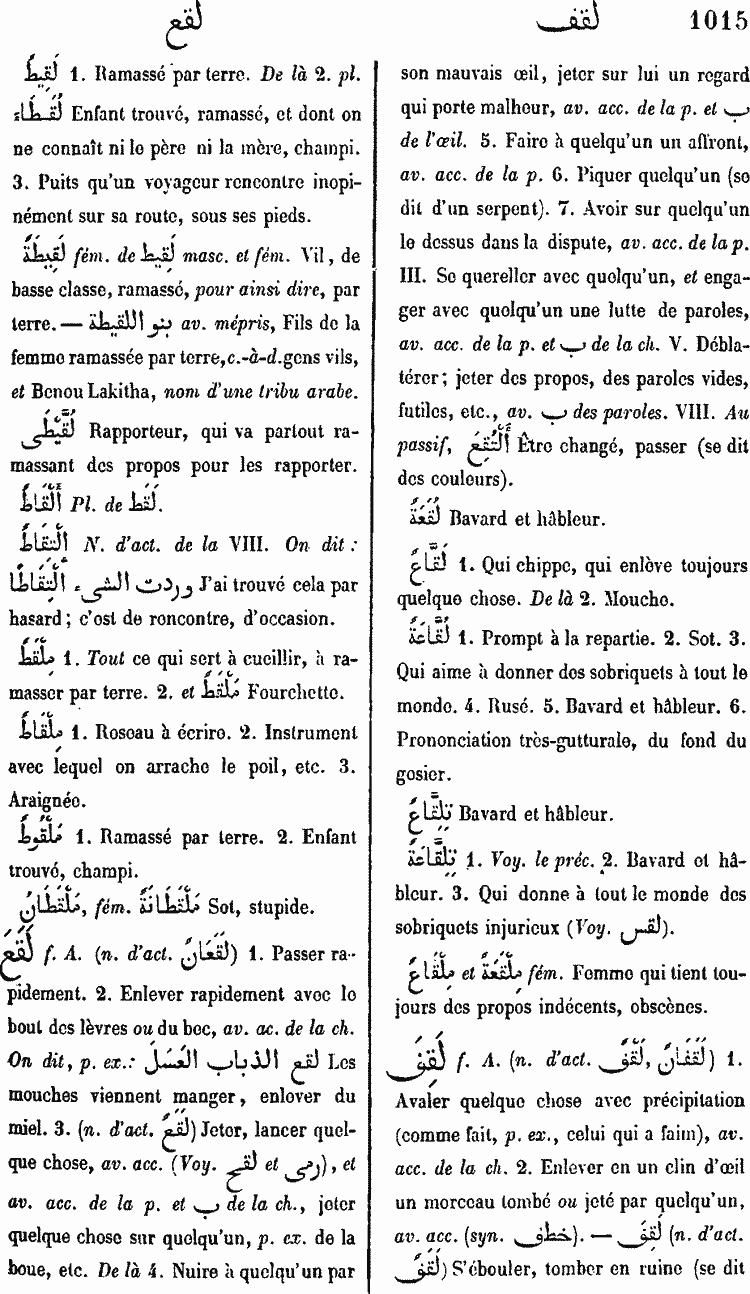 لقع
لقف 1015
لَقِيطٌ 1. Ramassé par terre. De là 2. pl.
لُقَطَاء Enfant trouvé, ramassé, et dont on
ne connaît ni le père ni la mère, champi.
3. Puits qu'un voyageur rencontre inopi-
nément sur sa route, sous ses pieds.
لَقِيطَةٌ fém. de لَقِيط masc. et fém. Vil, de
basse classe, ramassé, pour ainsi dire, par
terre. — بنو اللقيطة av. mépris, Fils de la
femme ramassée par terre, c.-à-d. gens vils,
et Benou Lakitha, nom d'une tribu arabe.
لُقَّيْطَى Rapporteur, qui va partout ra-
massant des propos pour les rapporter.
أَلْقَاطٌ Pl. de لَقَط.
الْتِقَاطٌ N. d'act. de la VIII. On dit :
وردت الشىء الْتِقَاطًا J'ai trouvé cela par
hasard; c'est de rencontre, d'occasion.
مِلْقَطٌ 1. Tout ce qui sert à cueillir, à ra-
masser par terre. 2. et مَلْقَطٌ Fourchette.
مِلْقَاطٌ 1. Roseau à écrire. 2. Instrument
avec lequel on arrache le poil, etc. 3.
Araignée.
مَلْقُوطٌ 1. Ramassé par terre. 2. Enfant
trouvé, champi.
مَلْقَطَانٌ, fém. مَلْقَطَانَةٌ Sot, stupide.
لَقَعَ f. A. (n. d'act. لَقَعَانٌ) 1. Passer ra-
pidement. 2. Enlever rapidement avec le
bout des lèvres ou du bec, av. ac. de la ch.
On dit, p. ex.: لقع الذباب العَسَلَ Les
mouches viennent manger, enlever du
miel. 3. (n. d'act. لَقْعٌ) Jeter, lancer quel-
que chose, av. acc. (Voy. لقح et رمى), et
av. acc. de la p. et ب de la ch., jeter
quelque chose sur quelqu'un, p. ex. de la
boue, etc. De là 4. Nuire à quelqu'un par
son mauvais œil, jeter sur lui un regard
qui porte malheur, av. acc. de la p. et ب
de l'œil. 5. Faire à quelqu'un un affront,
av. acc. de la p. 6. Piquer quelqu'un (se
dit d'un serpent). 7. Avoir sur quelqu'un
le dessus dans la dispute, av. acc. de la p.
III. Se quereller avec quelqu'un, et enga-
ger avec quelqu'un une lutte de paroles,
av. acc. de la p. et ب de la ch. V. Débla-
térer; jeter des propos, des paroles vides,
futiles, etc., av. ب des paroles. VIII. Au
passif, أُلْتُقِعَ Être changé, passer (se dit
des couleurs).
لُقَعَةٌ Bavard et hâbleur.
لَقَّاعٌ 1. Qui chippe, qui enlève toujours
quelque chose. De là 2. Mouche.
لُقَّاعَةٌ 1. Prompt à la repartie. 2. Sot. 3.
Qui aime à donner des sobriquets à tout le
monde. 4. Rusé. 5. Bavard et hâbleur. 6.
Prononciation très-gutturale, du fond du
gosier.
تِلِقَّاعٌ Bavard et hâbleur.
تِلِقَّاعَةٌ 1. Voy. le préc. 2. Bavard et hâ-
bleur. 3. Qui donne à tout le monde des
sobriquets injurieux (Voy. لقس).
مِلْقَاعٌ et مِلْقَعَةٌ fém. Femme qui tient tou-
jours des propos indécents, obscènes.
لَقِفَ f. A. (n. d'act. لَقْفٌ, لَقَفَانٌ) 1.
Avaler quelque chose avec précipitation
(comme fait, p. ex., celui qui a faim), av.
acc. de la ch. 2. Enlever en un clin d'œil
un morceau tombé ou jeté par quelqu'un,
av. acc. (syn. خطف). — لَقِفَ (n. d'act.
لَقَفٌ) S'ébouler, tomber en ruine (se dit